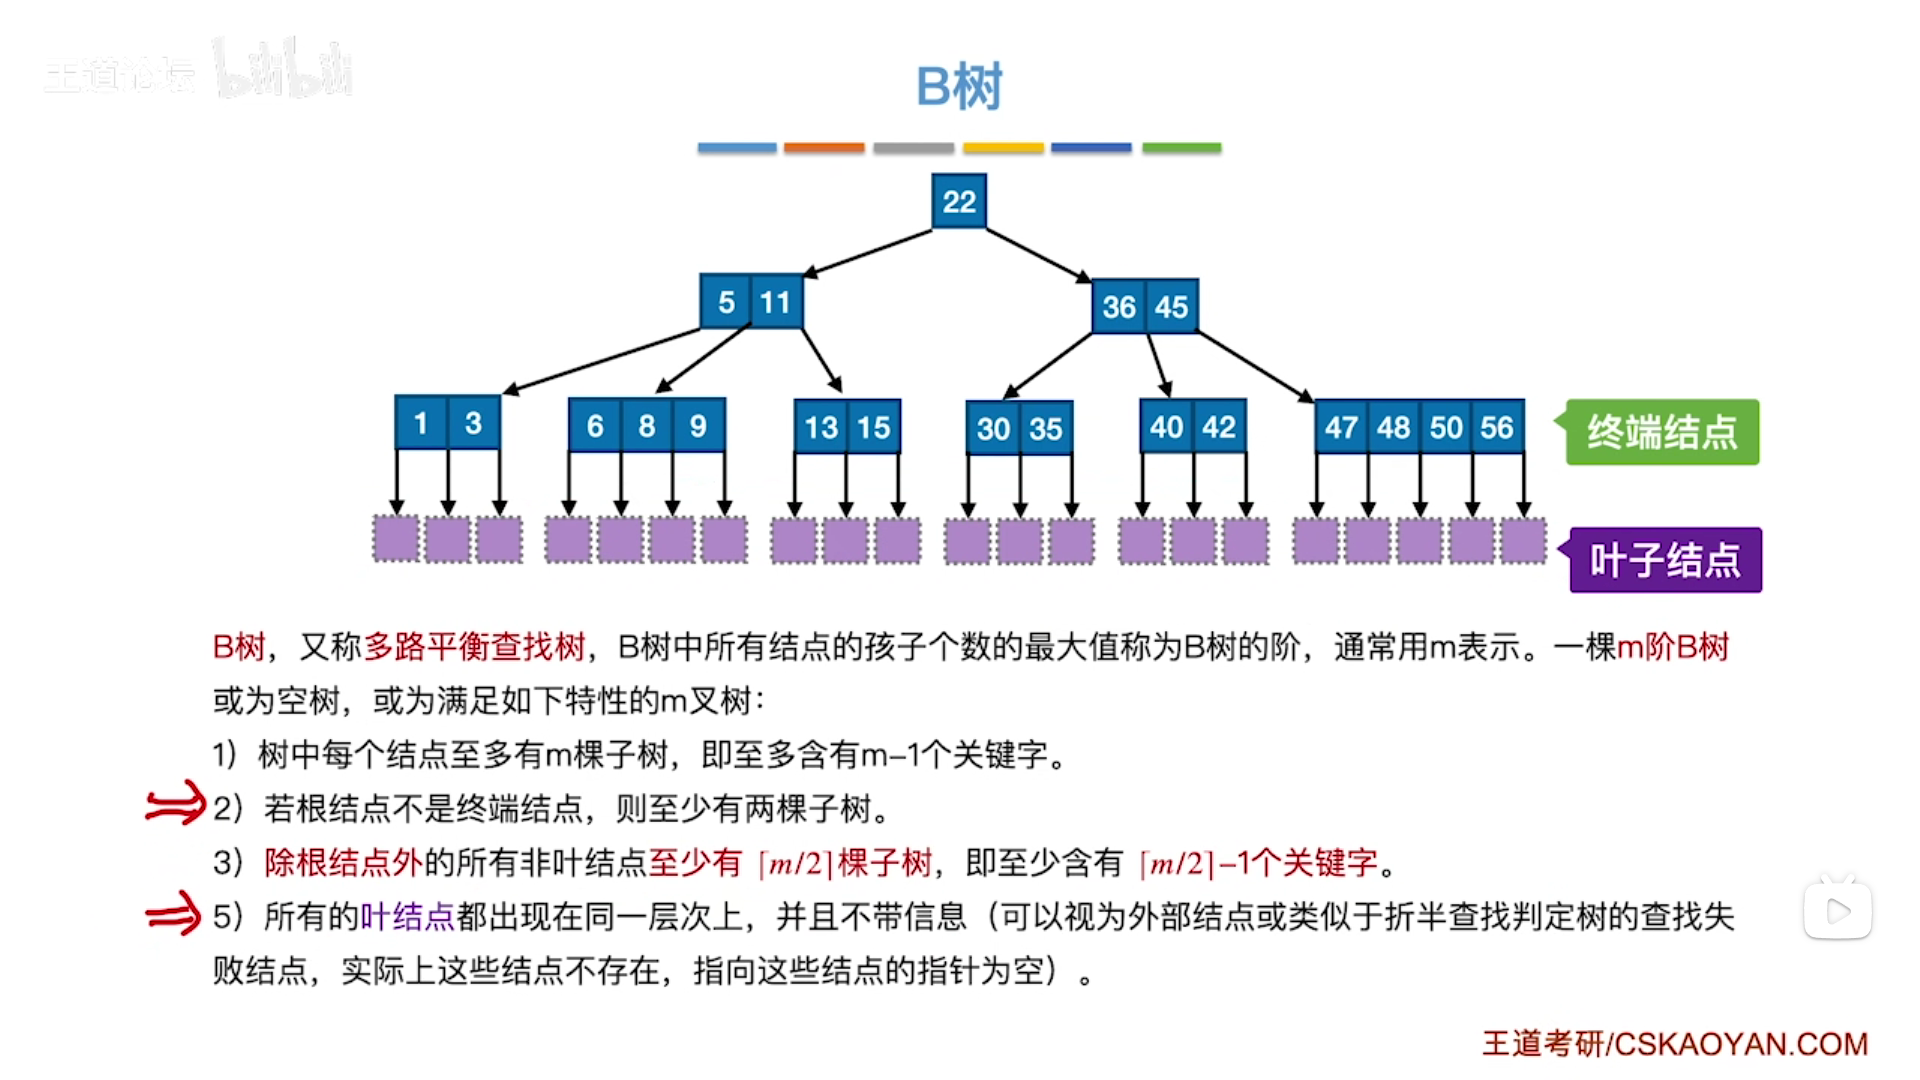 王道论坛 bilibili
B树
22
5 11
36 45
1 3
6 8 9
13 15
30 35
40 42
47 48 50 56
终端结点
叶子结点
B树，又称多路平衡查找树，B树中所有结点的孩子个数的最大值称为B树的阶，通常用m表示。一棵m阶B树
或为空树，或为满足如下特性的m叉树：
1）树中每个结点至多有m棵子树，即至多含有m-1个关键字。
2）若根结点不是终端结点，则至少有两棵子树。
3）除根结点外的所有非叶结点至少有 ⌈m/2⌉棵子树，即至少含有 ⌈m/2⌉-1个关键字。
5）所有的叶结点都出现在同一层次上，并且不带信息（可以视为外部结点或类似于折半查找判定树的查找失
败结点，实际上这些结点不存在，指向这些结点的指针为空）。
王道考研/CSKAOYAN.COM